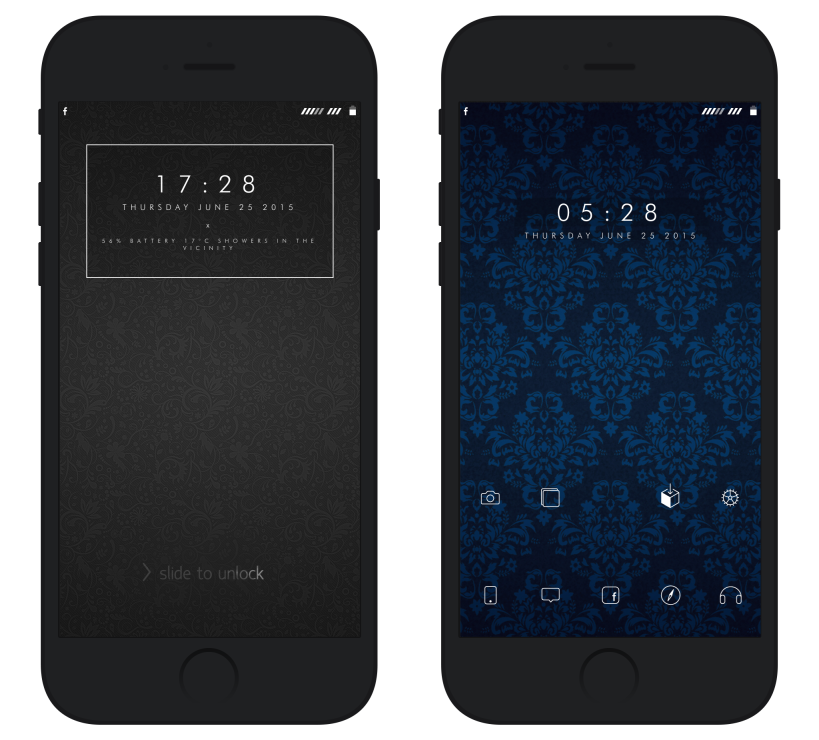 17:28
THURSDAY JUNE 25 2015
x
56% BATTERY 17°C SHOWERS IN THE
VICINITY
slide to unlock
05:28
THURSDAY JUNE 25 2015